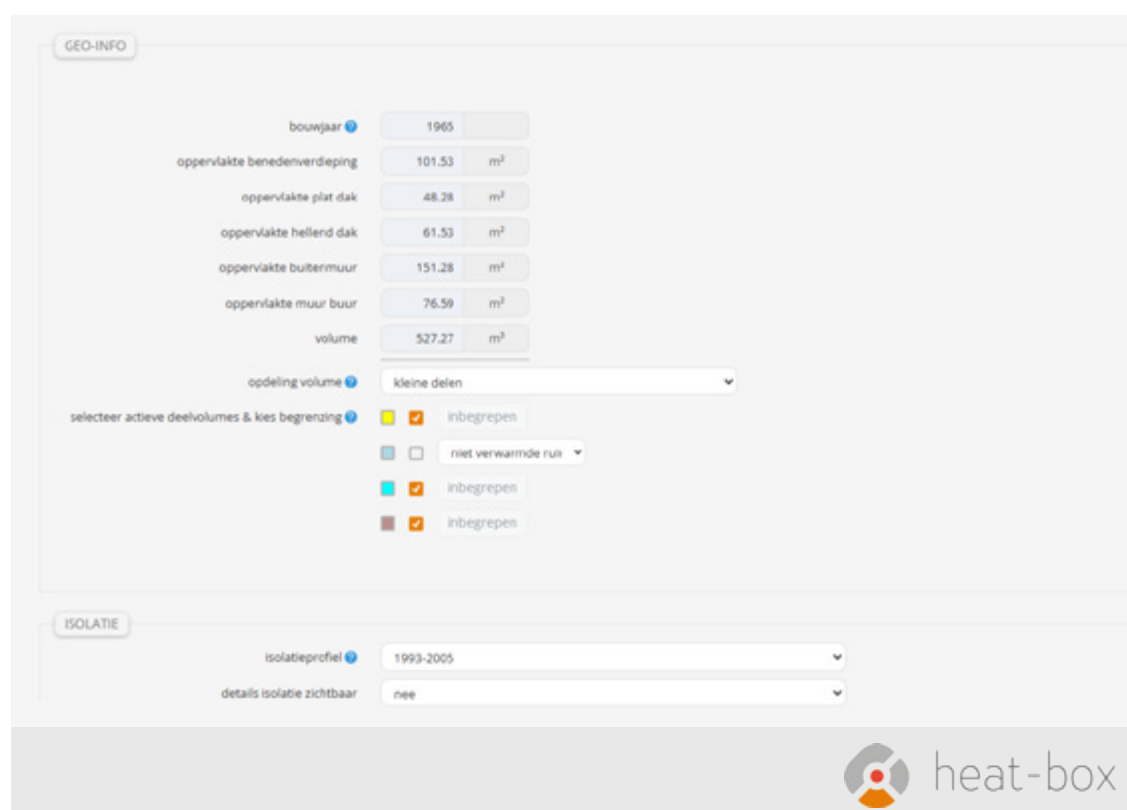 GEO-INFO
bouwjaar ? 1965
oppervlakte benedenverdieping 101.53 m²
oppervlakte plat dak 48.28 m²
oppervlakte hellend dak 61.53 m²
oppervlakte buitenmuur 151.28 m²
oppervlakte muur buur 76.59 m²
volume 527.27 m³
opdeling volume ? kleine delen
selecteer actieve deelvolumes & kies begrenzing ? inbegrepen
niet verwarmde rui
inbegrepen
inbegrepen
ISOLATIE
isolatieprofiel ? 1993-2005
details isolatie zichtbaar nee
heat-box